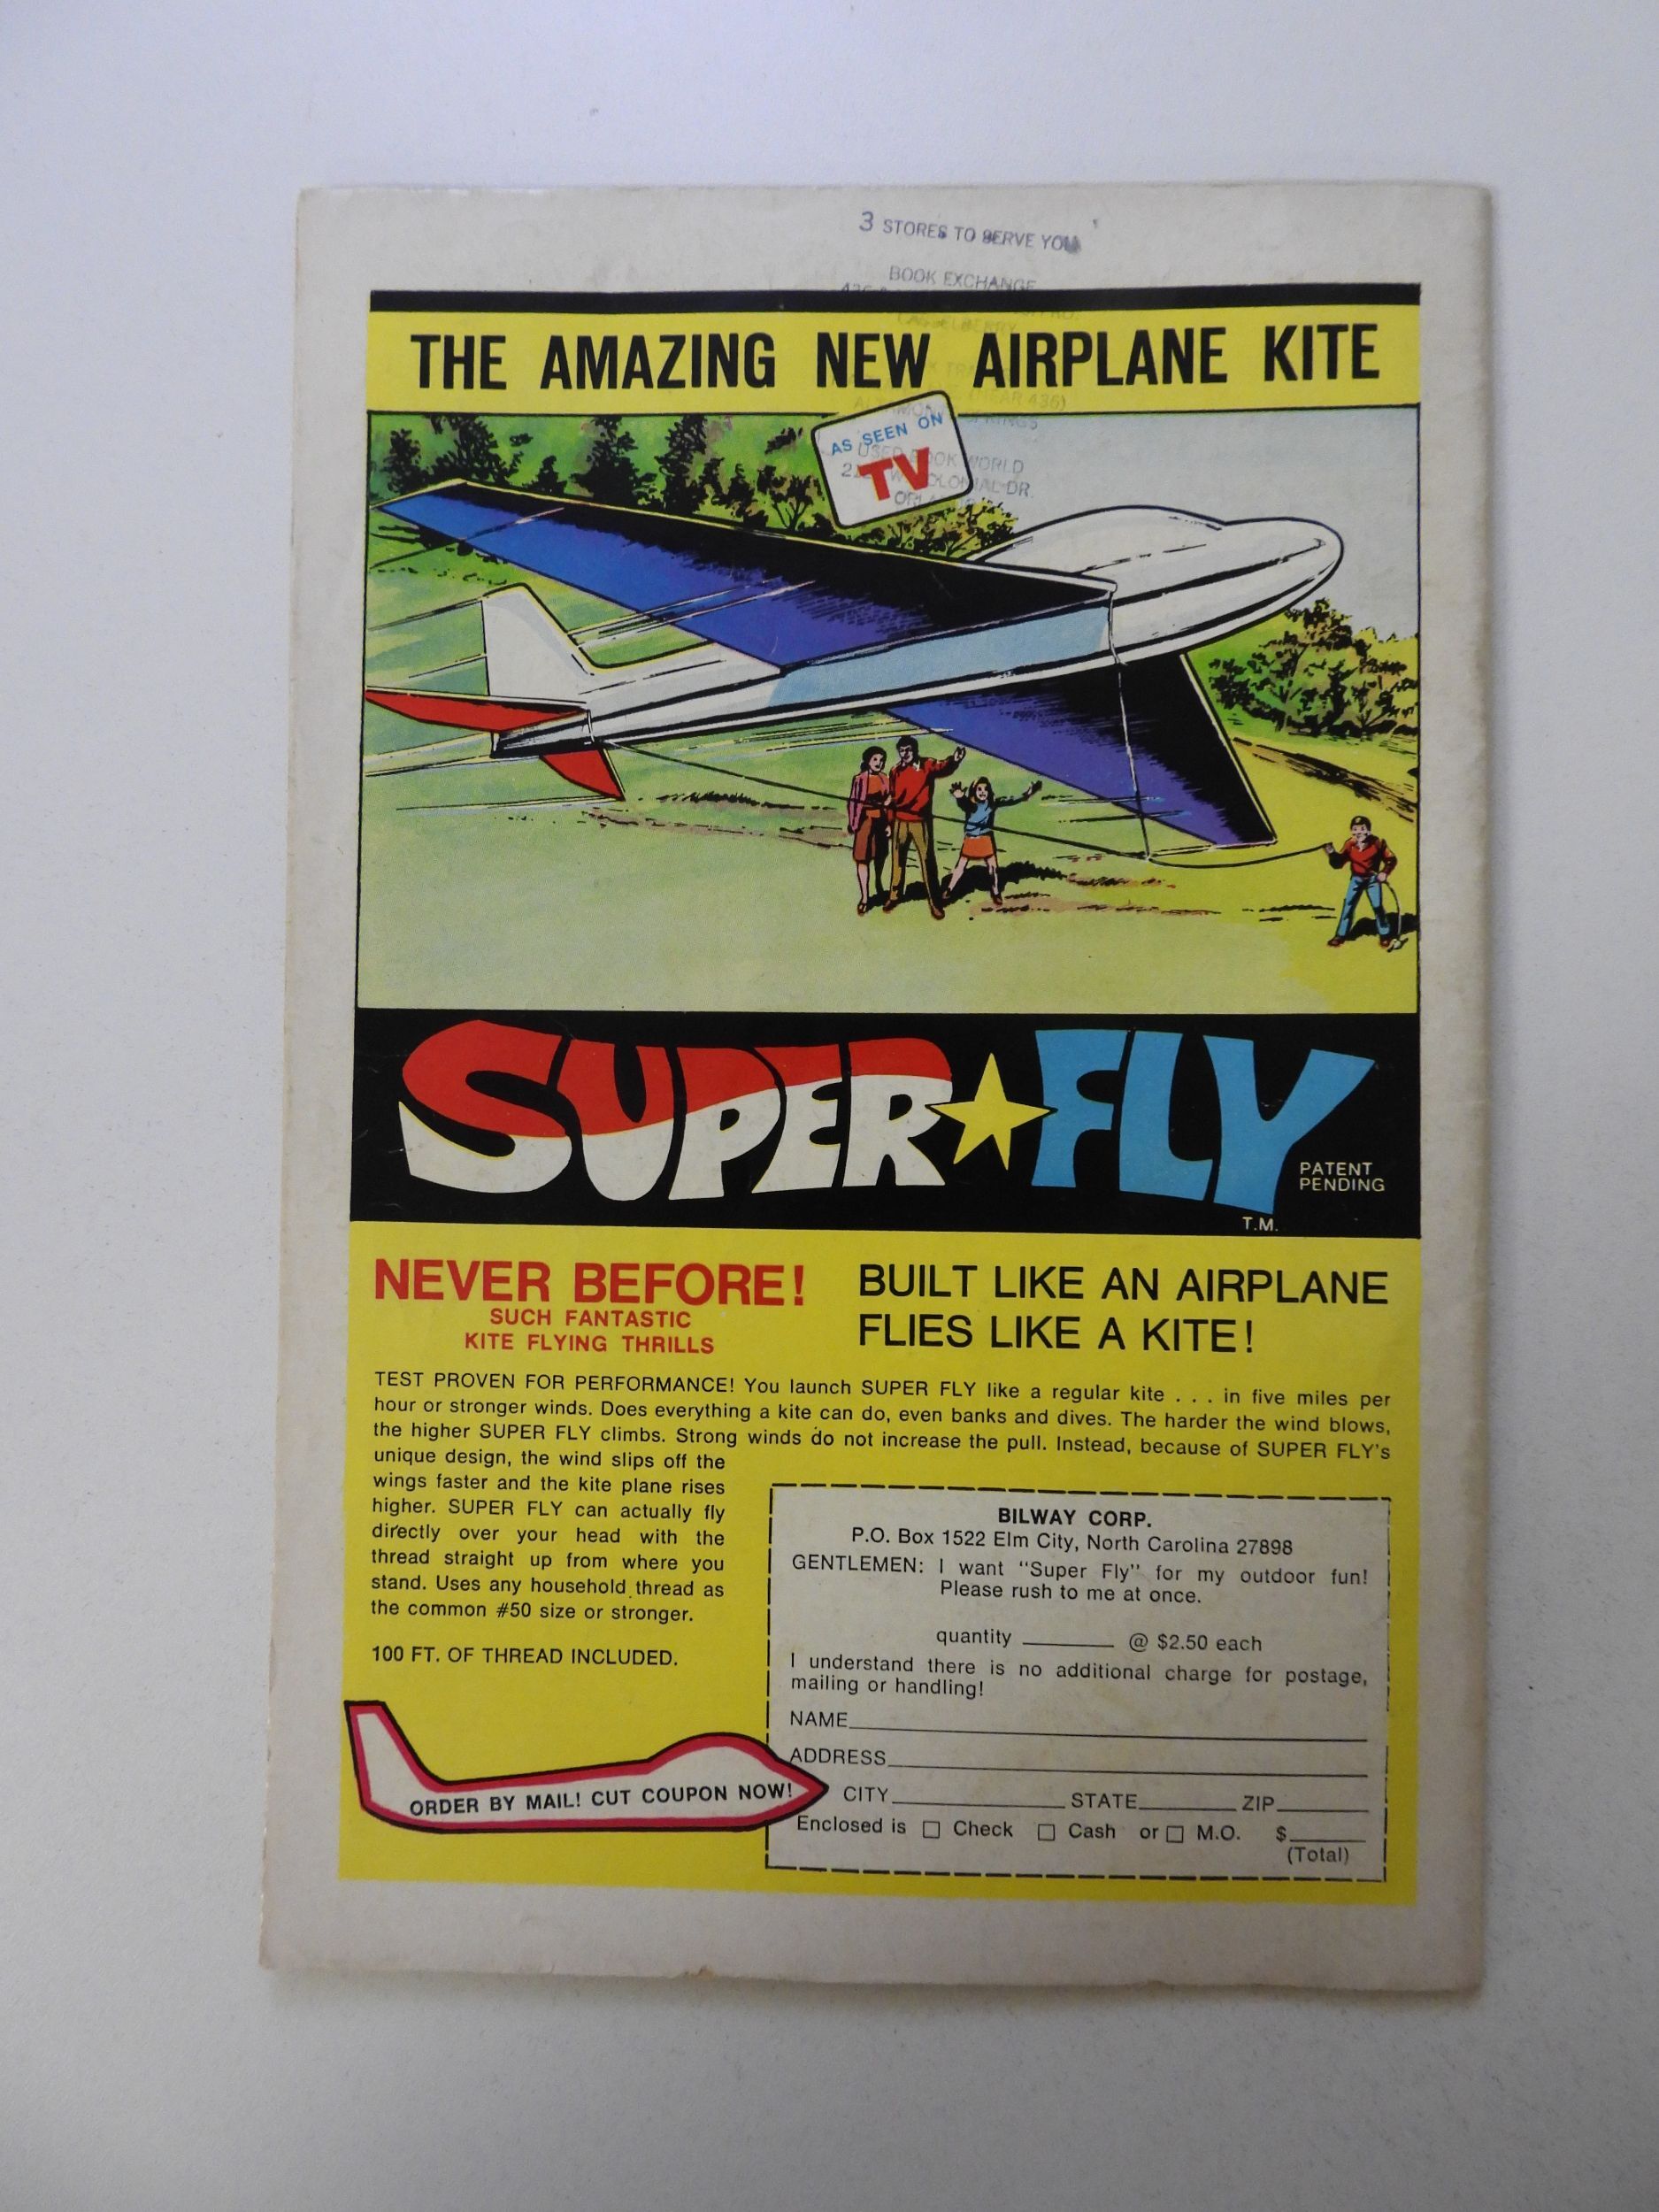 3 STORES TO SERVE YOU
BOOK EXCHANGE
THE AMAZING NEW AIRPLANE KITE
AS SEEN ON
TV
USED BOOK WORLD
SUPER FLY
PATENT
PENDING
T.M.
NEVER BEFORE!
SUCH FANTASTIC
KITE FLYING THRILLS
BUILT LIKE AN AIRPLANE
FLIES LIKE A KITE!
TEST PROVEN FOR PERFORMANCE! You launch SUPER FLY like a regular kite . . . in five miles per
hour or stronger winds. Does everything a kite can do, even banks and dives. The harder the wind blows,
the higher SUPER FLY climbs. Strong winds do not increase the pull. Instead, because of SUPER FLY's
unique design, the wind slips off the
wings faster and the kite plane rises
higher. SUPER FLY can actually fly
directly over your head with the
thread straight up from where you
stand. Uses any household thread as
the common #50 size or stronger.
100 FT. OF THREAD INCLUDED.
ORDER BY MAIL! CUT COUPON NOW!
BILWAY CORP.
P.O. Box 1522 Elm City, North Carolina 27898
GENTLEMEN: I want "Super Fly" for my outdoor fun!
Please rush to me at once.
quantity ________ @ $2.50 each
I understand there is no additional charge for postage,
mailing or handling!
NAME
ADDRESS
CITY STATE ZIP
Enclosed is □ Check □ Cash or □ M.O. $
(Total)